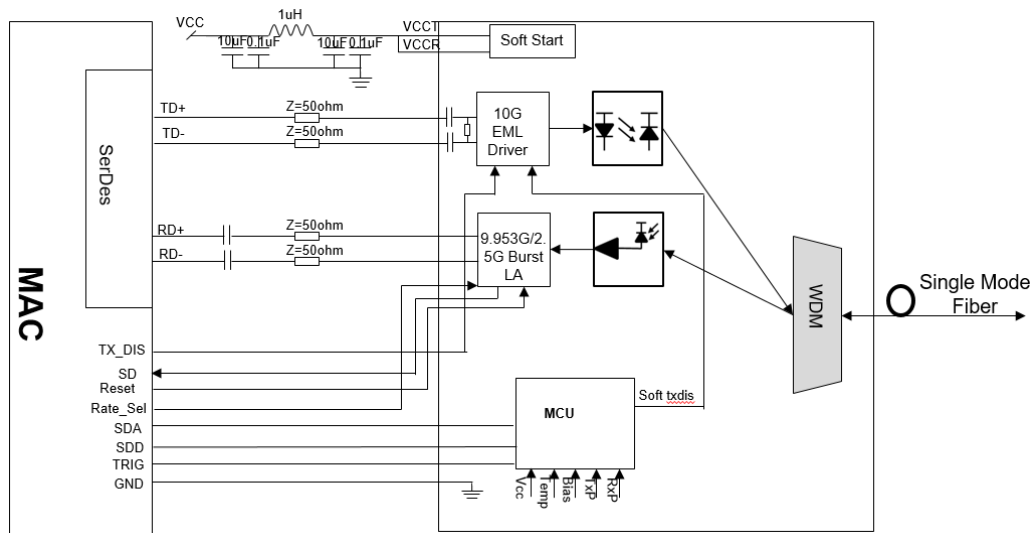 VCC
1uH
10uF
0.1uF
10uF
0.1uF
VCCT
VCCR
Soft Start
MAC
SerDes
TD+
Z=50ohm
TD-
Z=50ohm
10G
EML
Driver
RD+
Z=50ohm
RD-
Z=50ohm
9.953G/2.
5G Burst
LA
WDM
Single Mode
Fiber
TX_DIS
SD
Reset
Rate_Sel
SDA
SDD
TRIG
GND
MCU
Soft txdis
Vcc
Temp
Bias
TxP
RxP